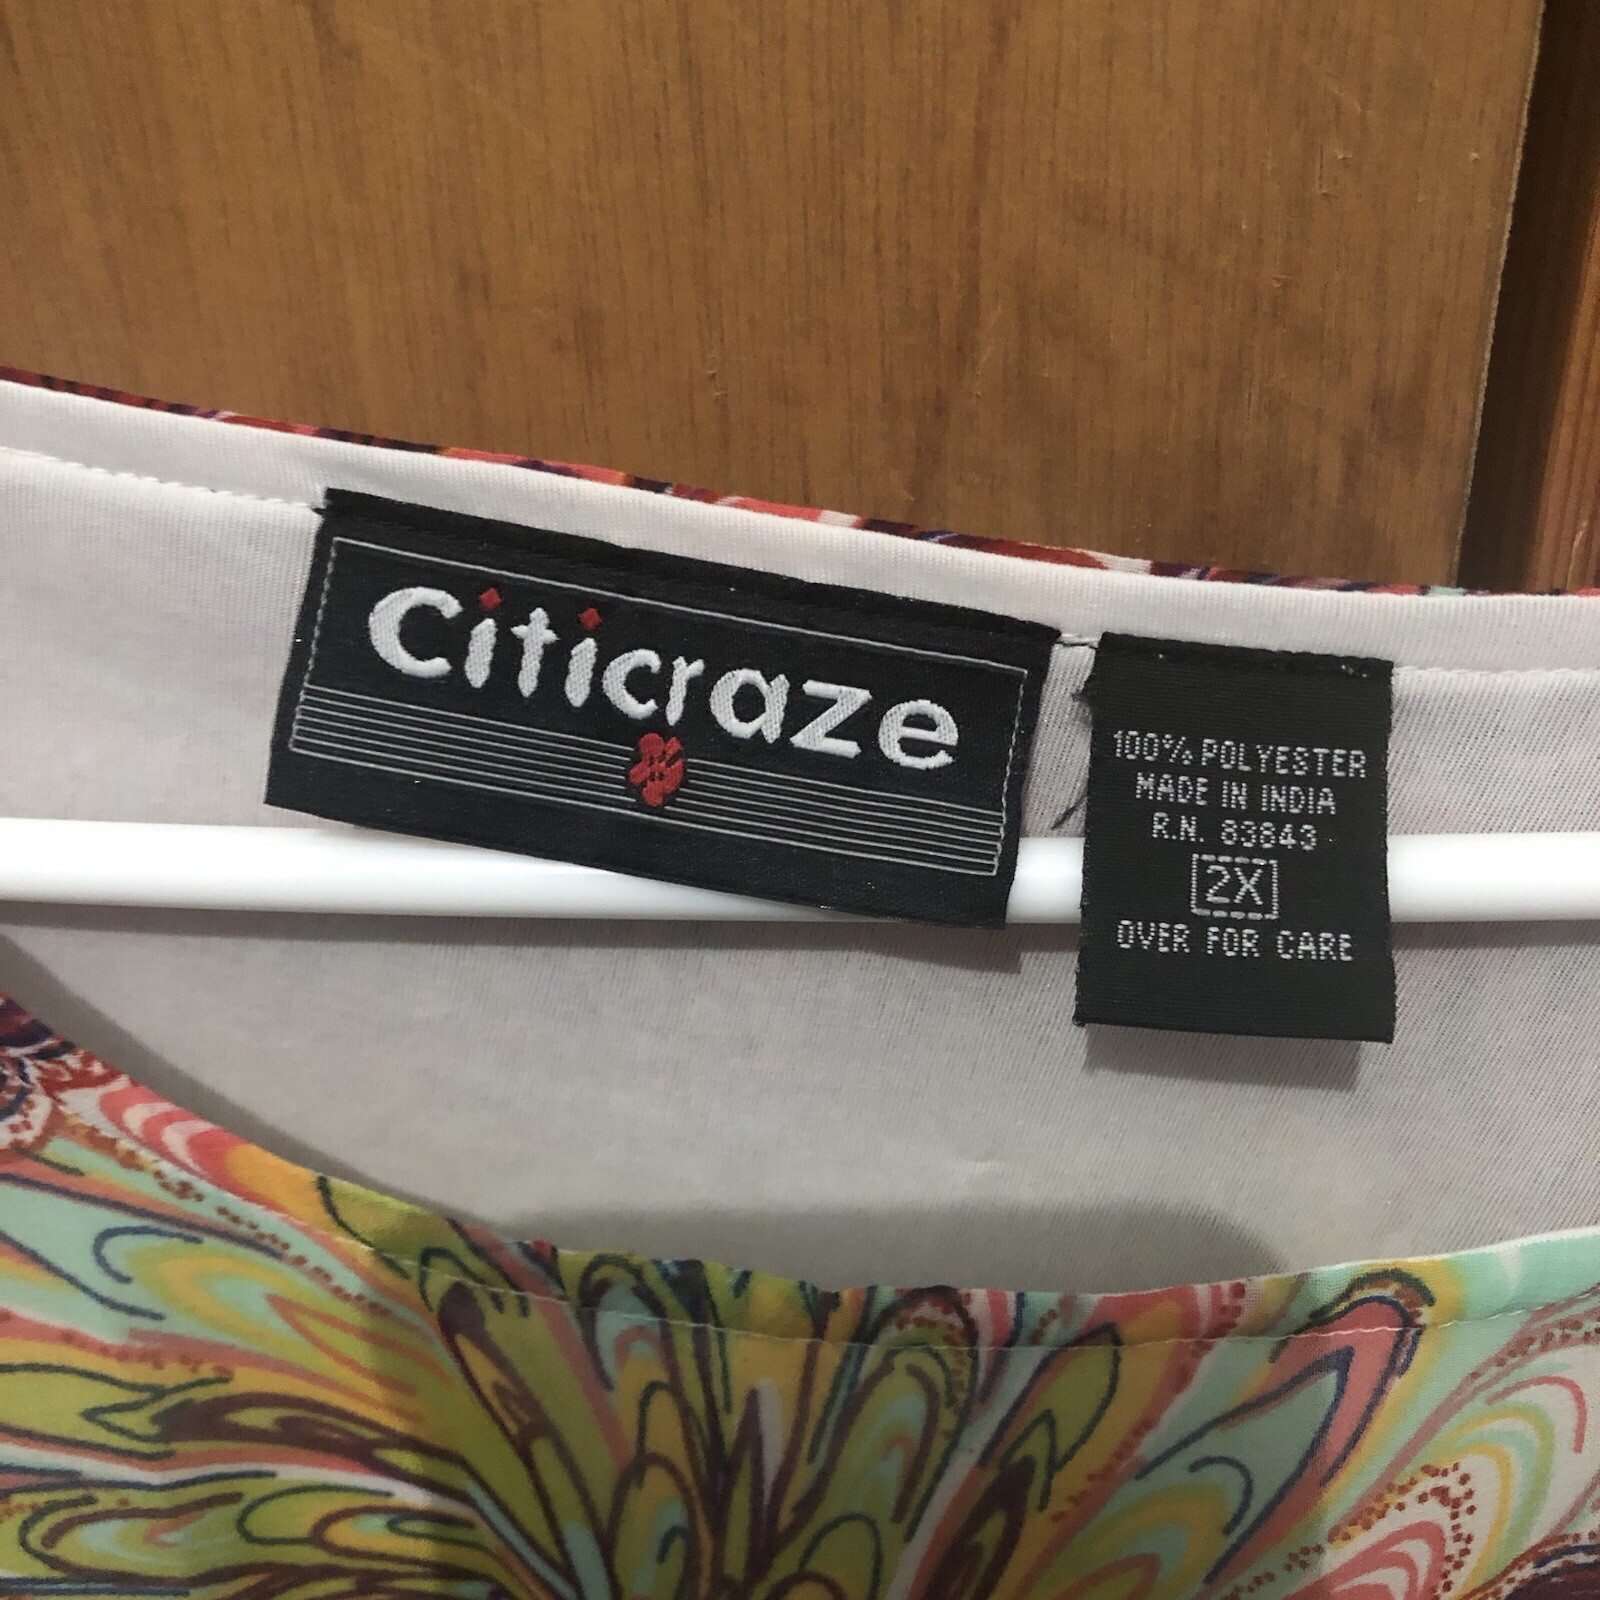 citicraze
100% POLYESTER
MADE IN INDIA
R.N. 83843
2X
OVER FOR CARE